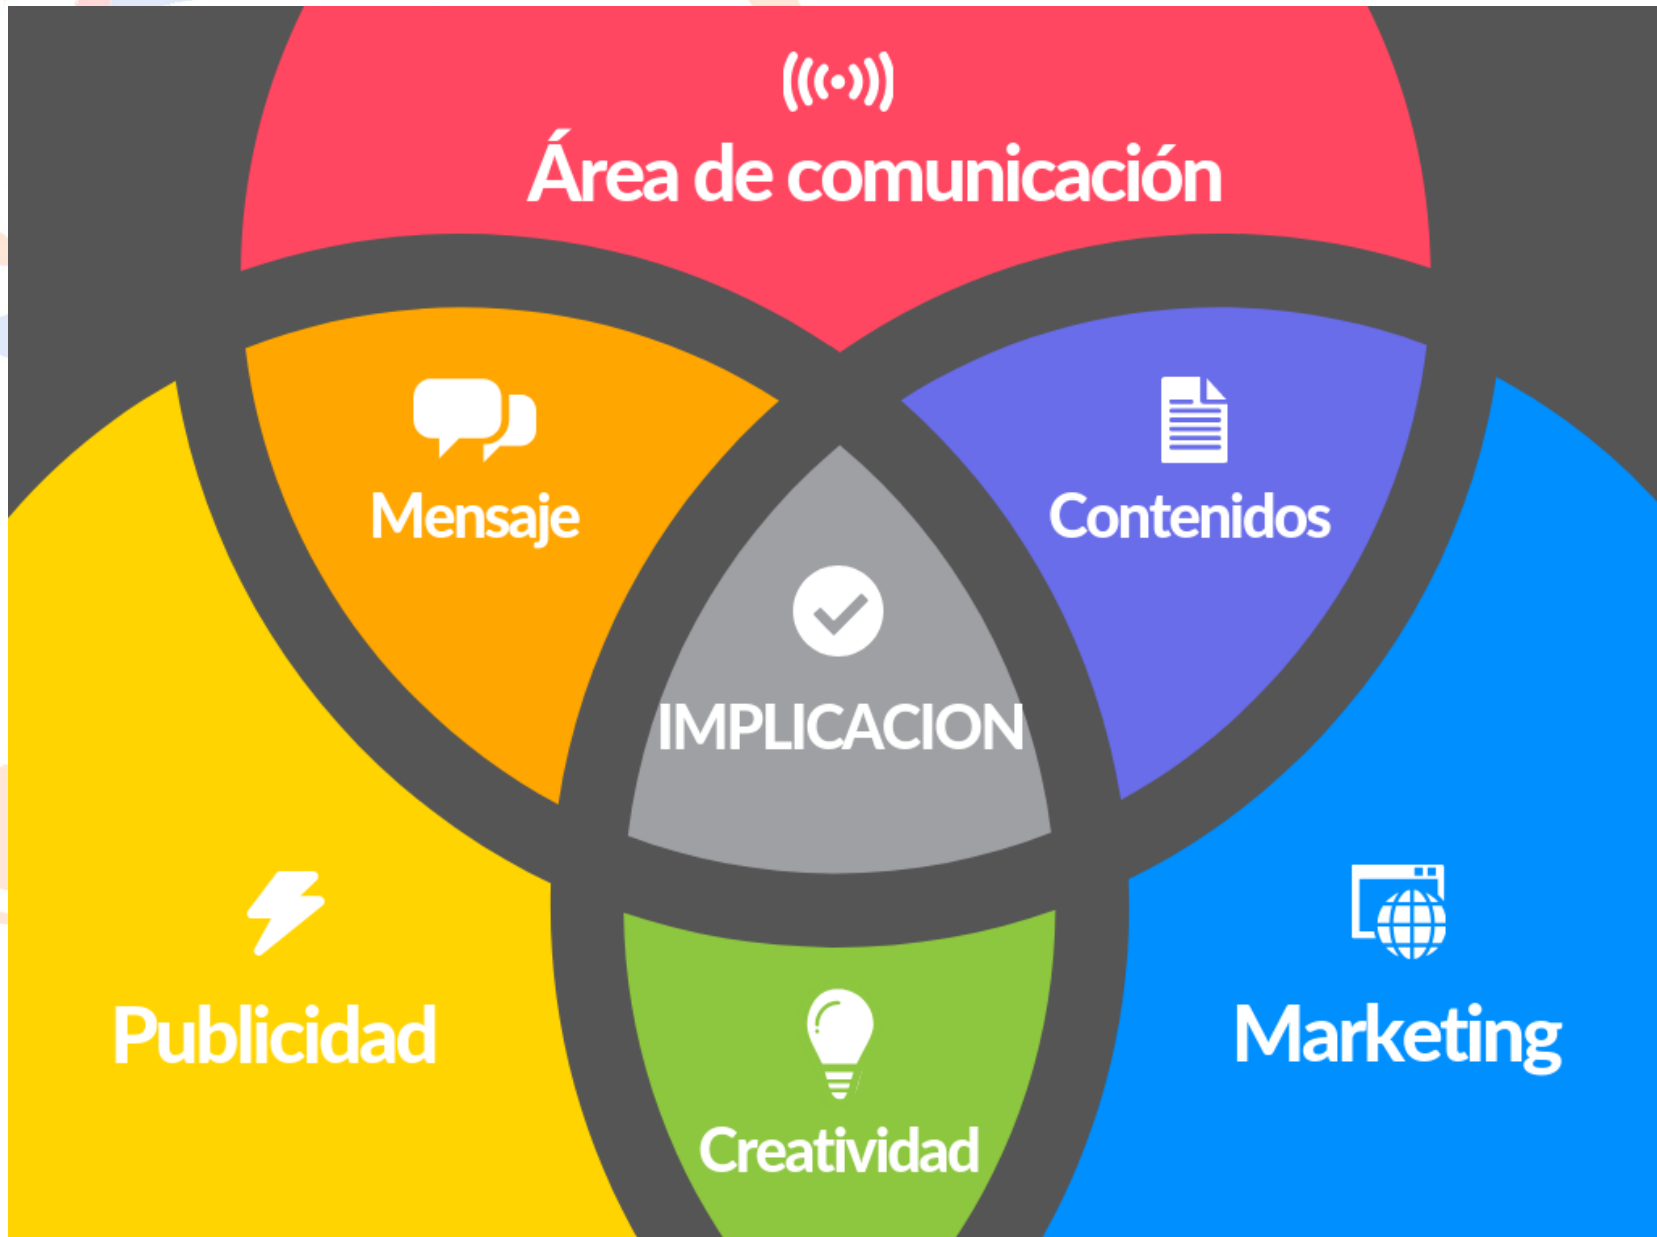 Área de comunicación
Mensaje
Contenidos
IMPLICACION
Publicidad
Marketing
Creatividad